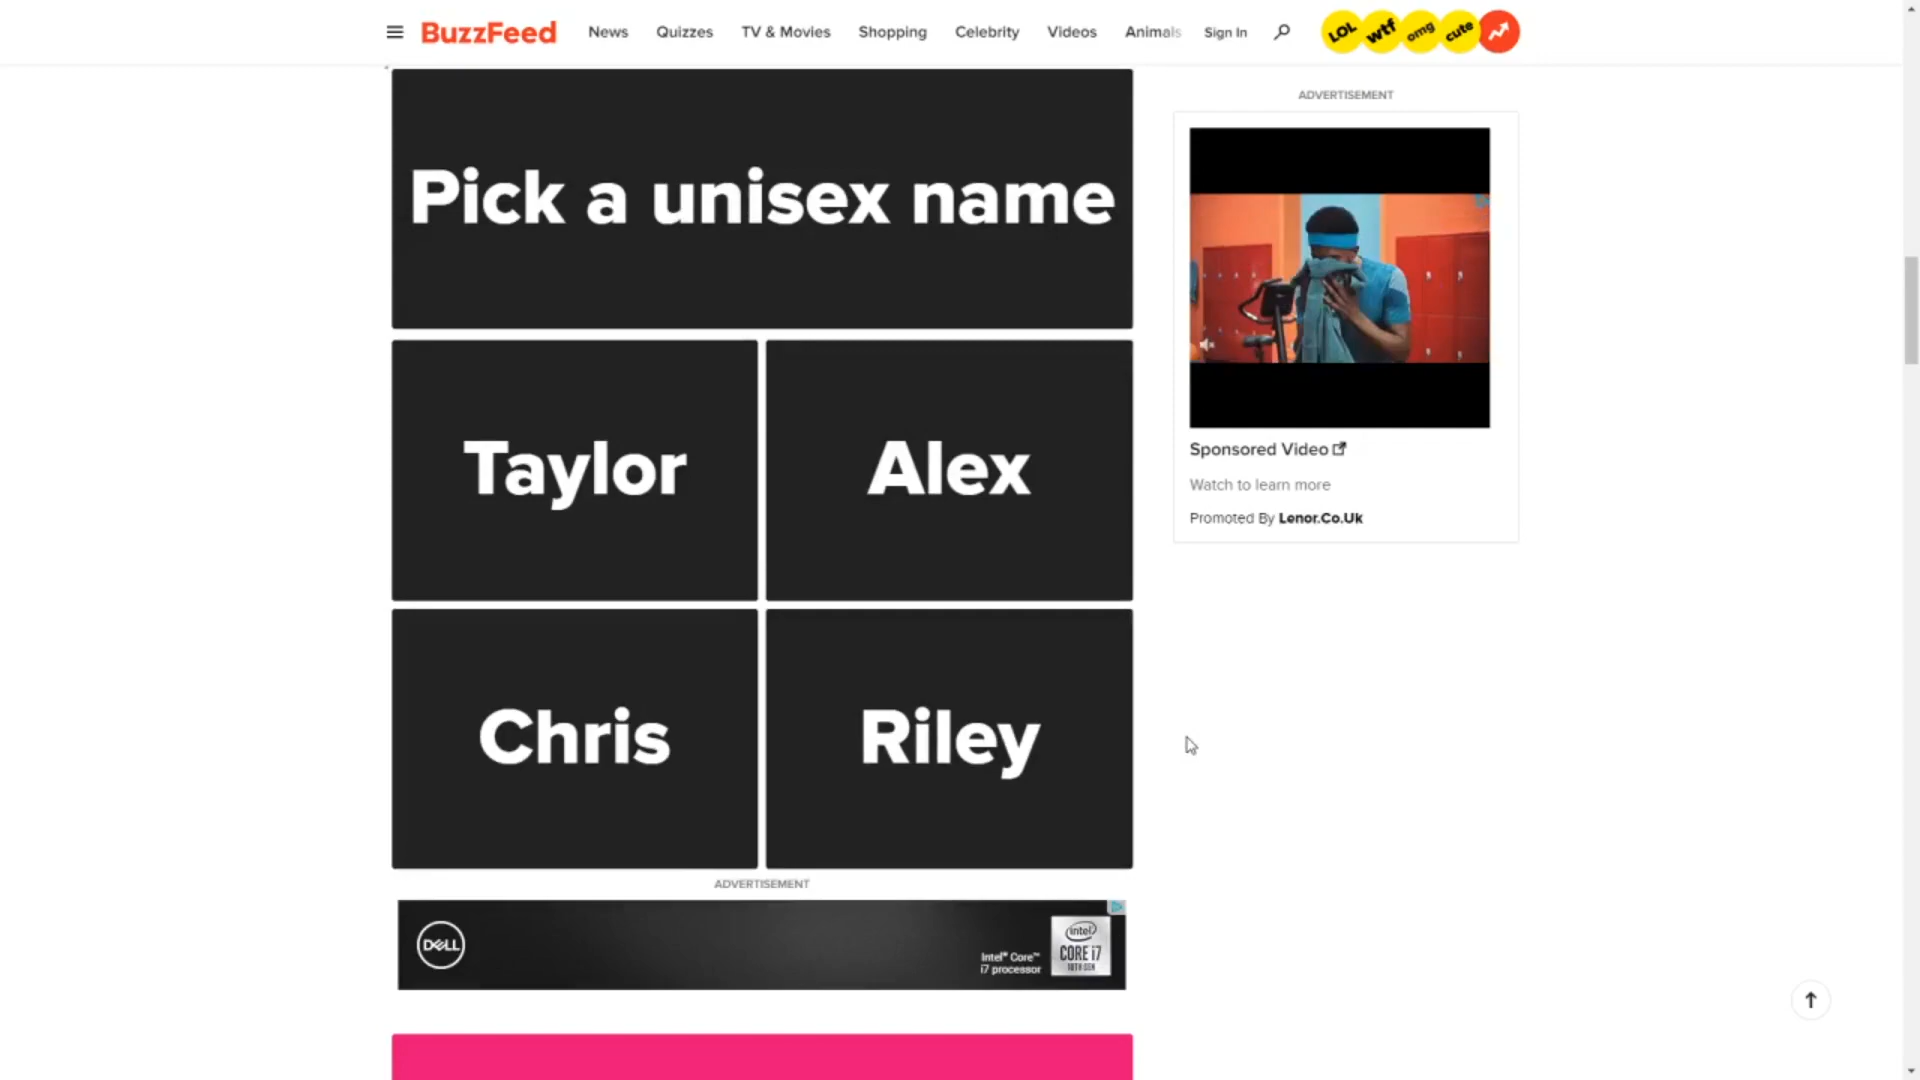 BuzzFeed
News
Quizzes
TV & Movies
Shopping
Celebrity
Videos
Animals
Sign In
LOL
wtf
omg
cute
Pick a unisex name
Taylor
Alex
Chris
Riley
ADVERTISEMENT
Sponsored Video
Watch to learn more
Promoted By Lenor.Co.Uk
ADVERTISEMENT
DELL
Intel® Core™
i7 processor
intel
CORE i7
10TH GEN